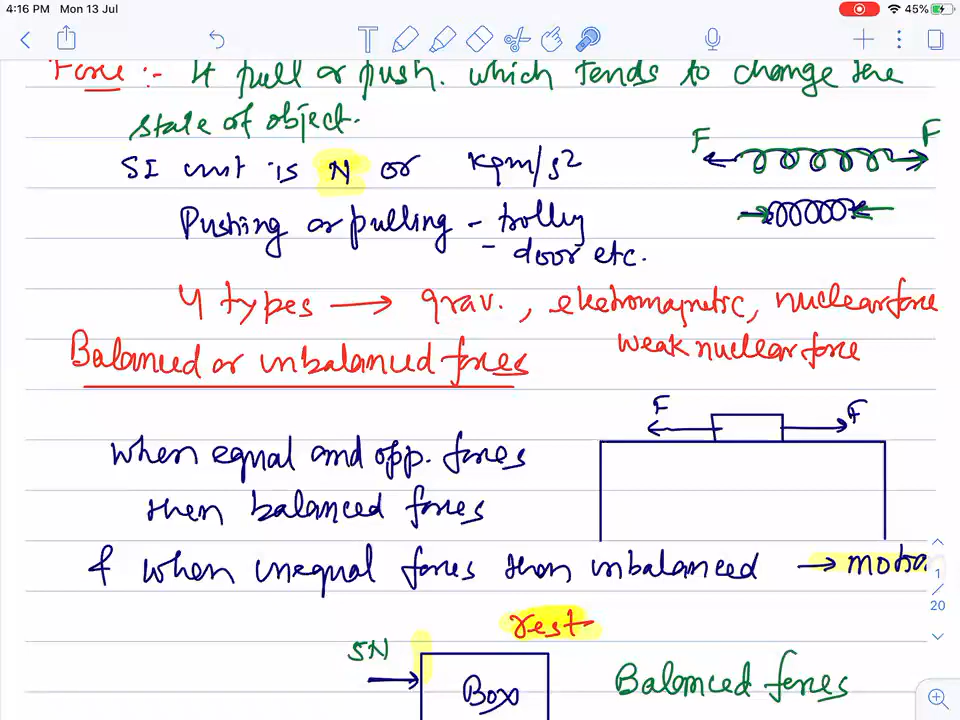 4:16 PM Mon 13 Jul 45%
Force :- It pull or push. which tends to change the
state of object.
F F
SI unit is N or kgm/s²
Pushing or pulling - trolly
- door etc.
4 types → grav., eletromagnetic, nuclear force
weak nuclear force
Balanced or unbalanced forces
F F
when equal and opp. forces
then balanced forces
& when unequal forces then unbalanced → motion
1
/
20
rest
5N
Box
Balanced forces